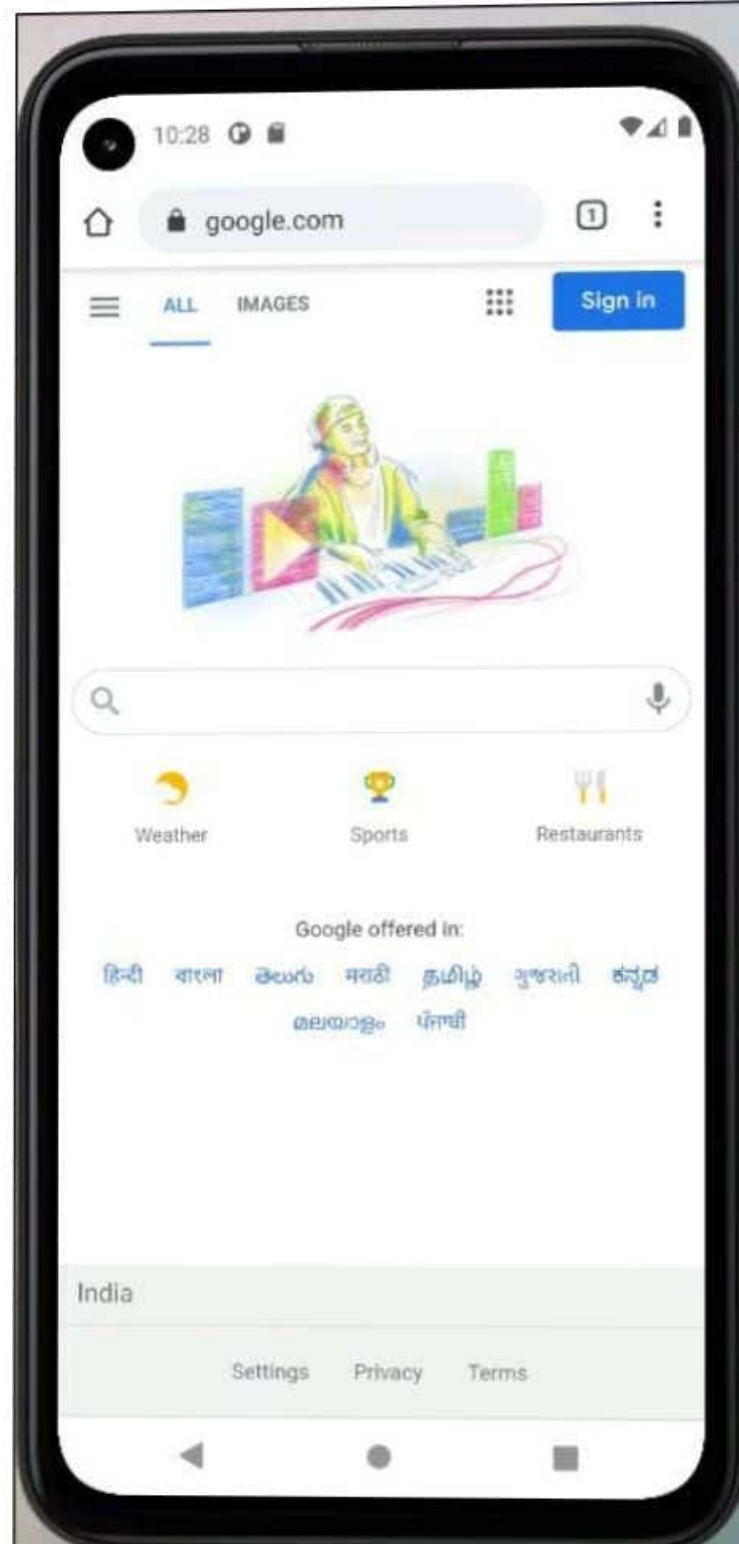 10:28
google.com 1
ALL IMAGES Sign in
Weather Sports Restaurants
Google offered in:
हिन्दी বাংলা తెలుగు मराठी தமிழ் ગુજરાતી ಕನ್ನಡ
മലയാളം ਪੰਜਾਬੀ
India
Settings Privacy Terms